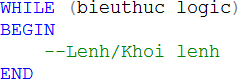 WHILE (bieuthuc logic)
BEGIN
    --Lenh/Khoi lenh
END